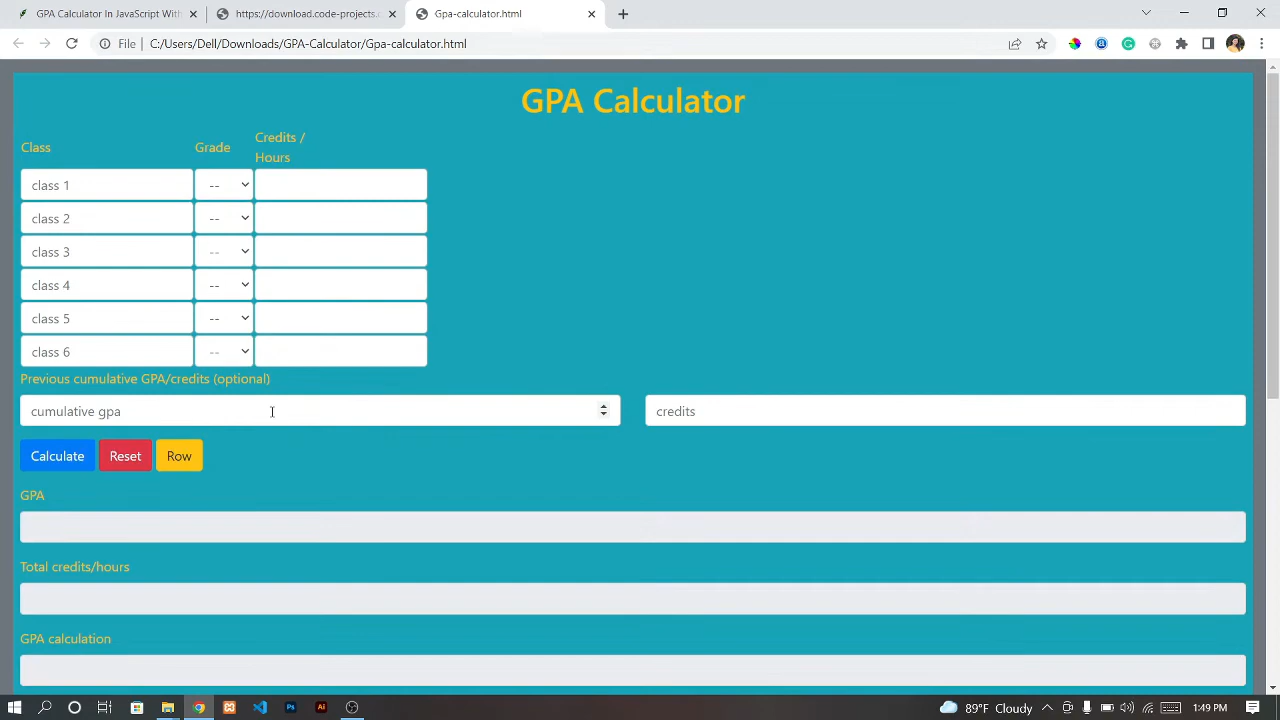 GPA in JavaScript With
https://download.code-projects.
Gpa-calculator.html
File
C:/Users/Dell/Downloads/GPA-Calculator/Gpa-calculator.html
GPA Calculator
Class
Grade
Credits /
Hours
class 1
--
class 2
--
class 3
--
class 4
--
class 5
--
class 6
--
Previous cumulative GPA/credits (optional)
cumulative gpa
credits
Calculate
Reset
Row
GPA
Total credits/hours
GPA calculation
Ps
Ai
89°F Cloudy
1:49 PM